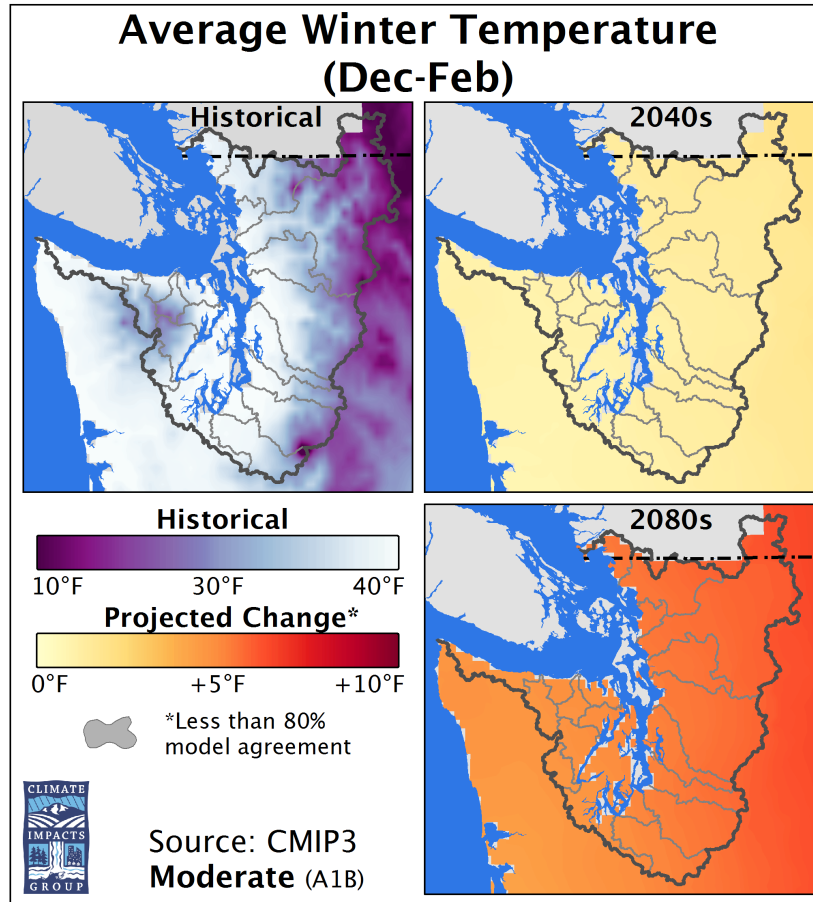 Average Winter Temperature
(Dec-Feb)
Historical
2040s
2080s
Historical
10°F 30°F 40°F
Projected Change*
0°F +5°F +10°F
*Less than 80%
model agreement
CLIMATE
IMPACTS
GROUP
Source: CMIP3
Moderate (A1B)